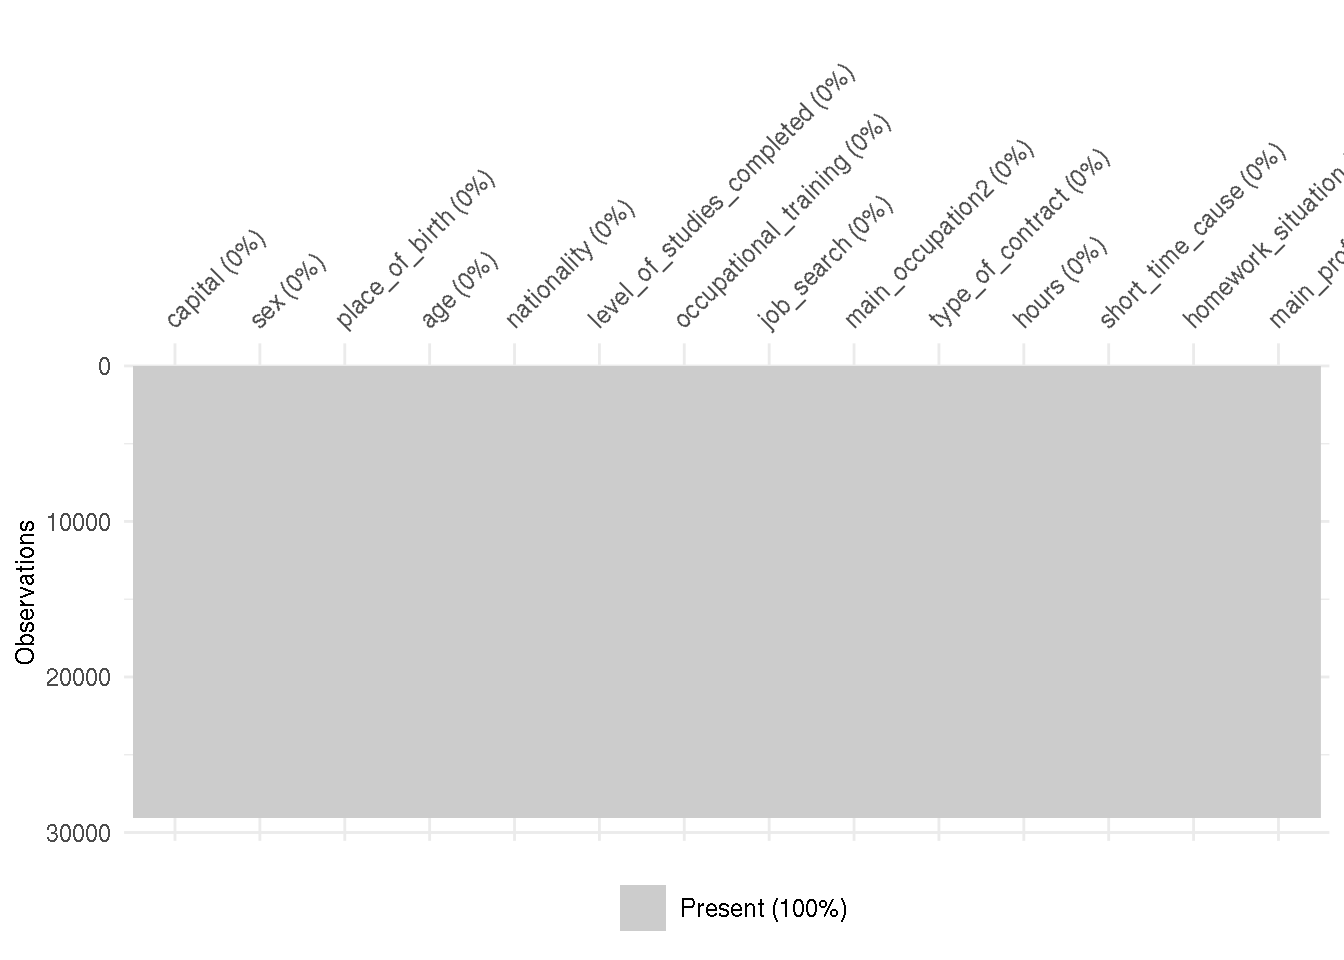 capital (0%)
sex (0%)
place_of_birth (0%)
age (0%)
nationality (0%)
level_of_studies_completed (0%)
occupational_training (0%)
job_search (0%)
main_occupation2 (0%)
type_of_contract (0%)
hours (0%)
short_time_cause (0%)
homework_situation
main_prof
0
10000
20000
30000
Observations
Present (100%)